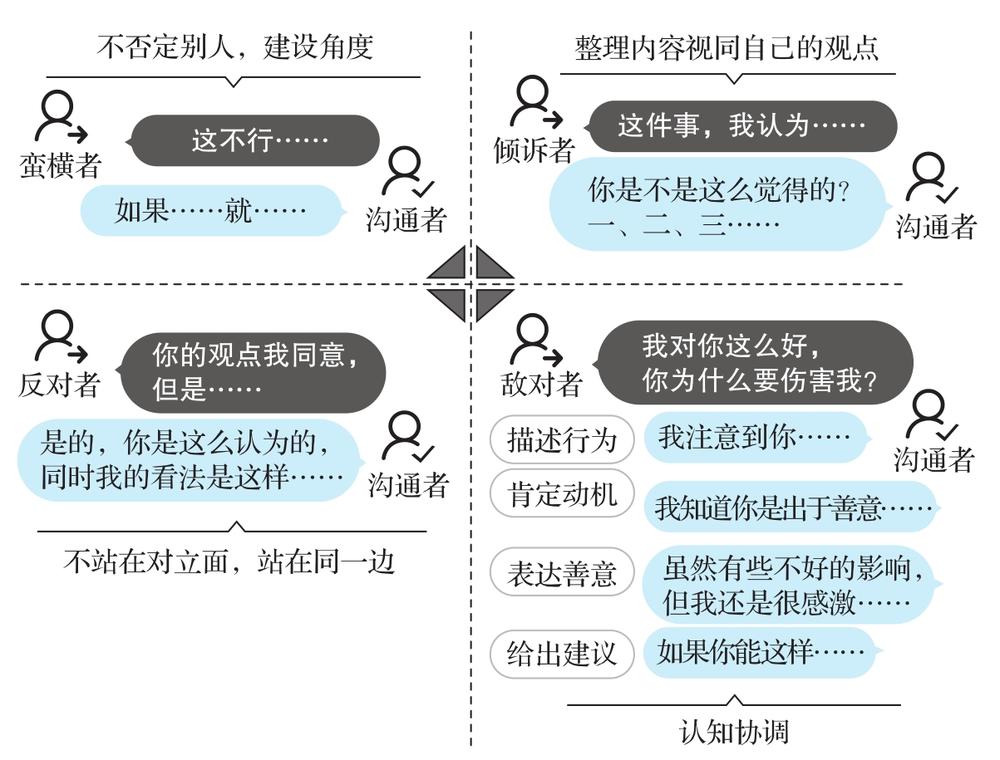 不否定别人，建设角度
蛮横者
这不行……
如果……就……
沟通者
整理内容视同自己的观点
倾诉者
这件事，我认为……
你是不是这么觉得的？
一、二、三……
沟通者
反对者
你的观点我同意，
但是……
是的，你是这么认为的，
同时我的看法是这样……
沟通者
不站在对立面，站在同一边
敌对者
我对你这么好，
你为什么要伤害我？
沟通者
描述行为
我注意到你……
肯定动机
我知道你是出于善意……
表达善意
虽然有些不好的影响，
但我还是很感激……
给出建议
如果你能这样……
认知协调